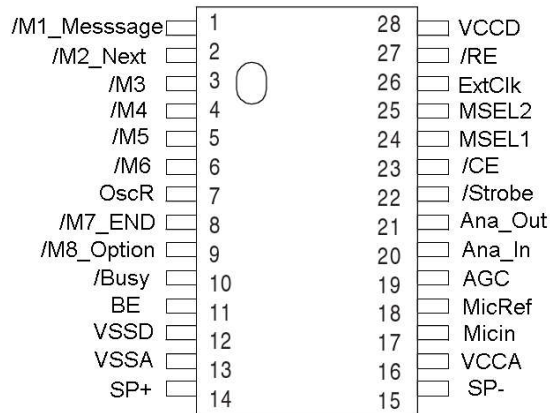 /M1_Messsage 1 28 VCCD
/M2_Next 2 27 /RE
/M3 3 26 ExtClk
/M4 4 25 MSEL2
/M5 5 24 MSEL1
/M6 6 23 /CE
OscR 7 22 /Strobe
/M7_END 8 21 Ana_Out
/M8_Option 9 20 Ana_In
/Busy 10 19 AGC
BE 11 18 MicRef
VSSD 12 17 Micin
VSSA 13 16 VCCA
SP+ 14 15 SP-